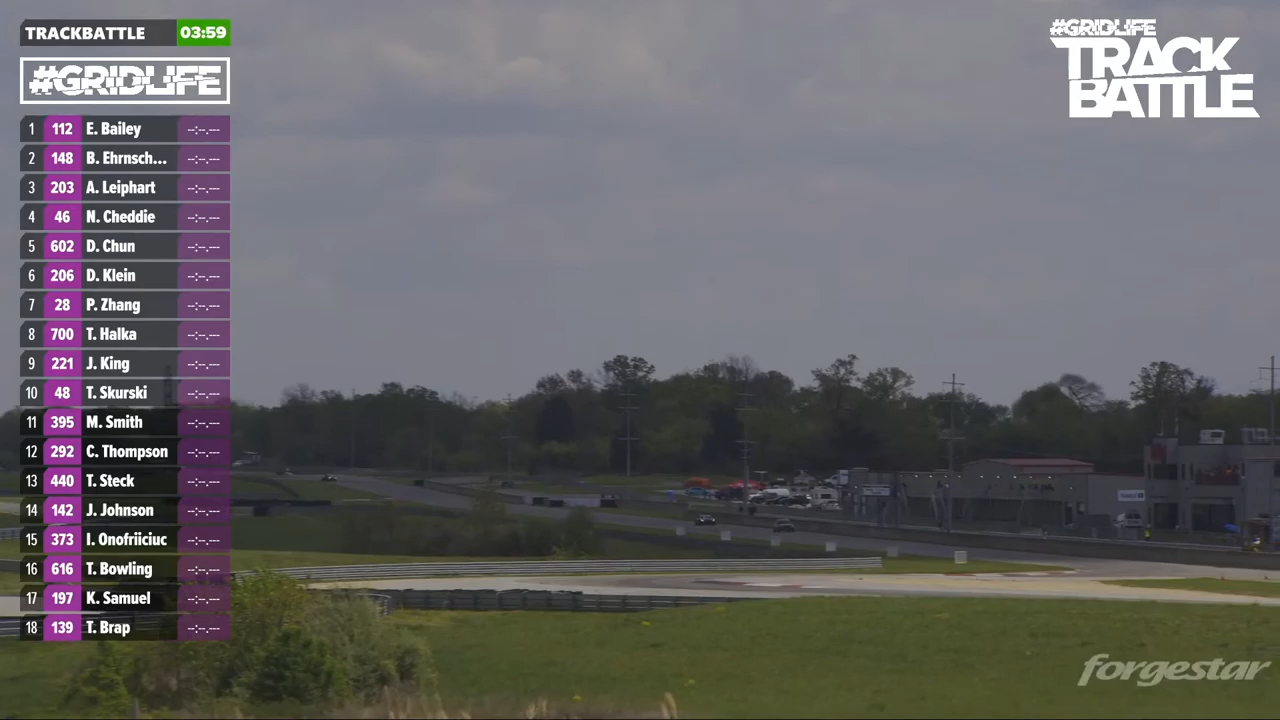 TRACKBATTLE 03:59
#GRIDLIFE
1 112 E. Bailey --:--.---
2 148 B. Ehrnsch... --:--.---
3 203 A. Leiphart --:--.---
4 46 N. Cheddie --:--.---
5 602 D. Chun --:--.---
6 206 D. Klein --:--.---
7 28 P. Zhang --:--.---
8 700 T. Halka --:--.---
9 221 J. King --:--.---
10 48 T. Skurski --:--.---
11 395 M. Smith --:--.---
12 292 C. Thompson --:--.---
13 440 T. Steck --:--.---
14 142 J. Johnson --:--.---
15 373 I. Onofriiciuc --:--.---
16 616 T. Bowling --:--.---
17 197 K. Samuel --:--.---
18 139 T. Brap --:--.---
#GRIDLIFE
TRACK
BATTLE
forgestar